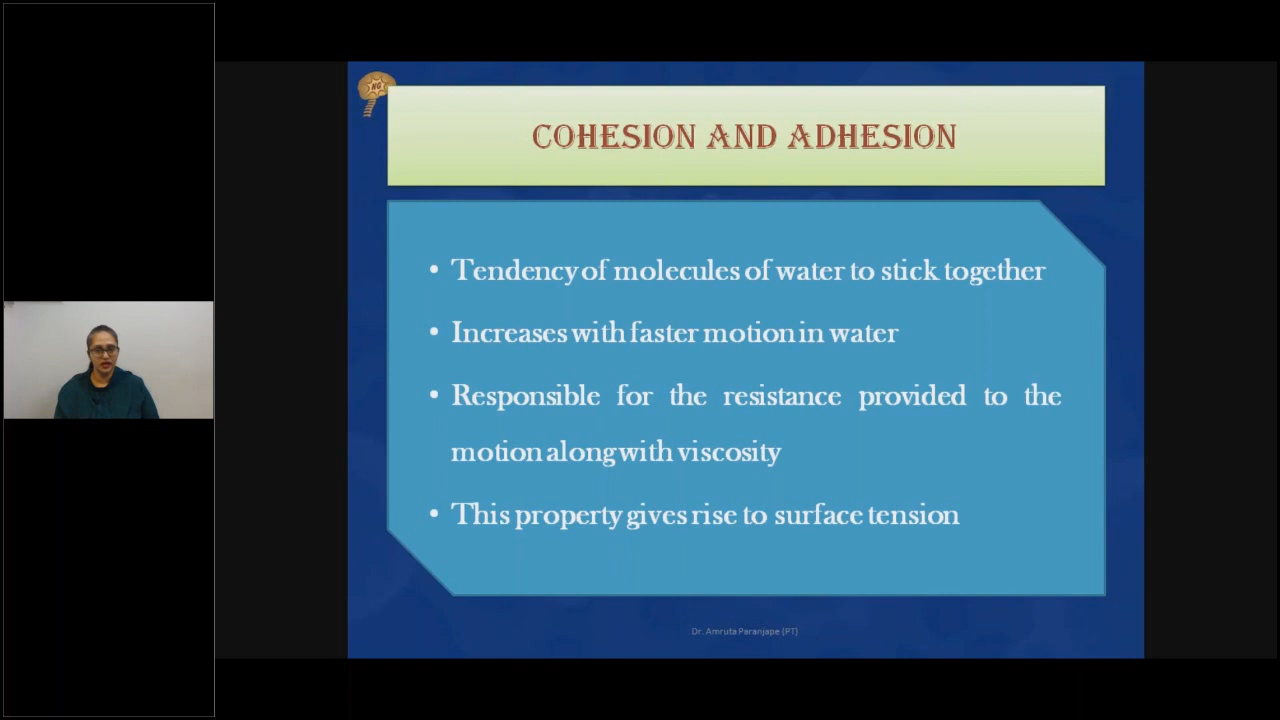 NG
COHESION AND ADHESION
• Tendency of molecules of water to stick together
• Increases with faster motion in water
• Responsible for the resistance provided to the
motion along with viscosity
• This property gives rise to surface tension
Dr. Amruta Paranjape (PT)